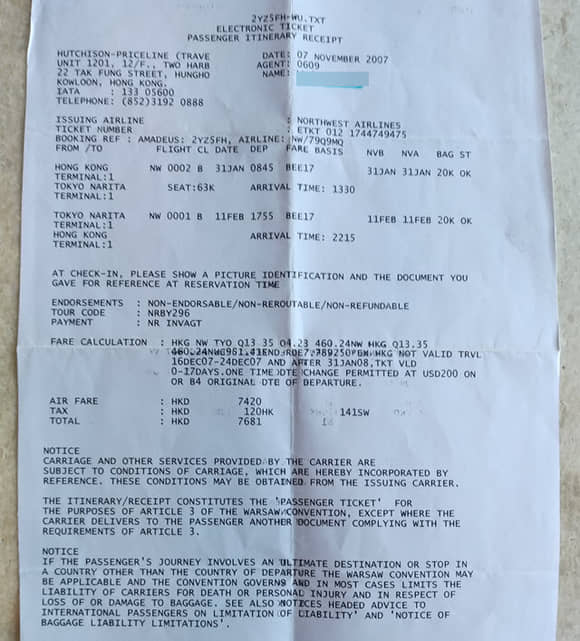 2YZ5FH-WU.TXT
ELECTRONIC TICKET
PASSENGER ITINERARY RECEIPT
HUTCHISON-PRICELINE (TRAVE DATE: 07 NOVEMBER 2007
UNIT 1201, 12/F., TWO HARB AGENT: 0609
22 TAK FUNG STREET, HUNGHO NAME:
KOWLOON, HONG KONG.
IATA : 133 05600
TELEPHONE: (852)3192 0888
ISSUING AIRLINE : NORTHWEST AIRLINES
TICKET NUMBER : ETKT 012 1744749475
BOOKING REF : AMADEUS: 2YZ5FH, AIRLINE: NW/79Q9MQ
FROM /TO FLIGHT CL DATE DEP FARE BASIS NVB NVA BAG ST
HONG KONG NW 0002 B 31JAN 0845 BEE17 31JAN 31JAN 20K OK
TERMINAL:1
TOKYO NARITA SEAT:63K ARRIVAL TIME: 1330
TOKYO NARITA NW 0001 B 11FEB 1755 BEE17 11FEB 11FEB 20K OK
TERMINAL:1
HONG KONG ARRIVAL TIME: 2215
TERMINAL:1
AT CHECK-IN, PLEASE SHOW A PICTURE IDENTIFICATION AND THE DOCUMENT YOU
GAVE FOR REFERENCE AT RESERVATION TIME
ENDORSEMENTS : NON-ENDORSABLE/NON-REROUTABLE/NON-REFUNDABLE
TOUR CODE : NRBY296
PAYMENT : NR INVAGT
FARE CALCULATION : HKG NW TYO Q13.35 Q4.23 460.24NW HKG Q13.35
HKG NOT VALID TRVL
16DEC07-24DEC07 AND AFTER 31JAN08,TKT VLD
0-17DAYS.ONE TIME DTE CHANGE PERMITTED AT USD200 ON
OR B4 ORIGINAL DTE OF DEPARTURE.
AIR FARE : HKD 7420
TAX : HKD 120HK 141SW
TOTAL : HKD 7681
NOTICE
CARRIAGE AND OTHER SERVICES PROVIDED BY THE CARRIER ARE
SUBJECT TO CONDITIONS OF CARRIAGE, WHICH ARE HEREBY INCORPORATED BY
REFERENCE. THESE CONDITIONS MAY BE OBTAINED FROM THE ISSUING CARRIER.
THE ITINERARY/RECEIPT CONSTITUTES THE 'PASSENGER TICKET' FOR
THE PURPOSES OF ARTICLE 3 OF THE WARSAW CONVENTION, EXCEPT WHERE THE
CARRIER DELIVERS TO THE PASSENGER ANOTHER DOCUMENT COMPLYING WITH THE
REQUIREMENTS OF ARTICLE 3.
NOTICE
IF THE PASSENGER'S JOURNEY INVOLVES AN ULTIMATE DESTINATION OR STOP IN
A COUNTRY OTHER THAN THE COUNTRY OF DEPARTURE THE WARSAW CONVENTION MAY
BE APPLICABLE AND THE CONVENTION GOVERNS AND IN MOST CASES LIMITS THE
LIABILITY OF CARRIERS FOR DEATH OR PERSONAL INJURY AND IN RESPECT OF
LOSS OF OR DAMAGE TO BAGGAGE. SEE ALSO NOTICES HEADED ADVICE TO
INTERNATIONAL PASSENGERS ON LIMITATION OF LIABILITY' AND 'NOTICE OF
BAGGAGE LIABILITY LIMITATIONS'.